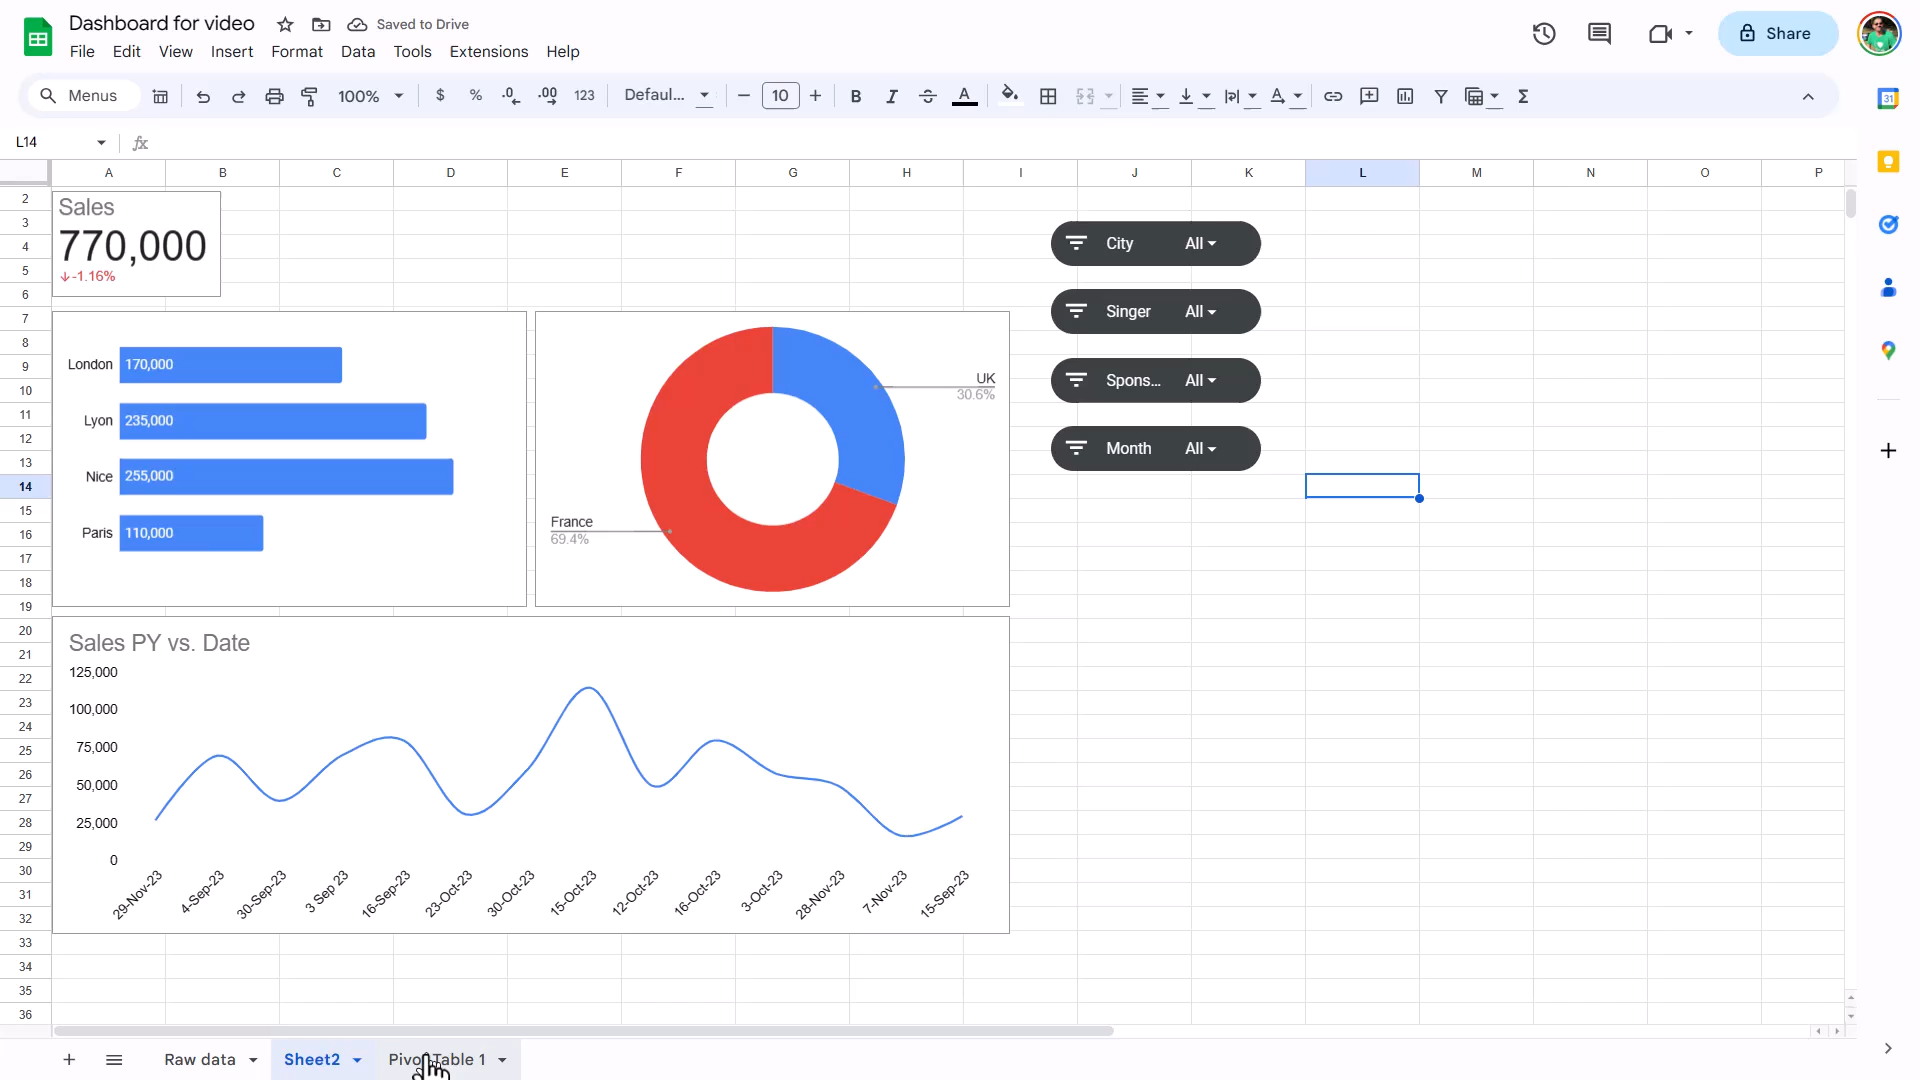 Dashboard for video
Saved to Drive
File Edit View Insert Format Data Tools Extensions Help
Share
Menus
100%
$ % .0 .00 123
Defaul...
10
B I A
31
L14
fx
A B C D E F G H I J K L M N O P
2
3
4
5
6
7
8
9
10
11
12
13
14
15
16
17
18
19
20
21
22
23
24
25
26
27
28
29
30
31
32
33
34
35
36
Sales
770,000
-1.16%
London 170,000
Lyon 235,000
Nice 255,000
Paris 110,000
UK
30.6%
France
69.4%
City All
Singer All
Spons... All
Month All
Sales PY vs. Date
125,000
100,000
75,000
50,000
25,000
0
29-Nov-23 4-Sep-23 30-Sep-23 3 Sep 23 16-Sep-23 23-Oct-23 30-Oct-23 15-Oct-23 12-Oct-23 16-Oct-23 3-Oct-23 28-Nov-23 7-Nov-23 15-Sep-23
Raw data
Sheet2
Table 1